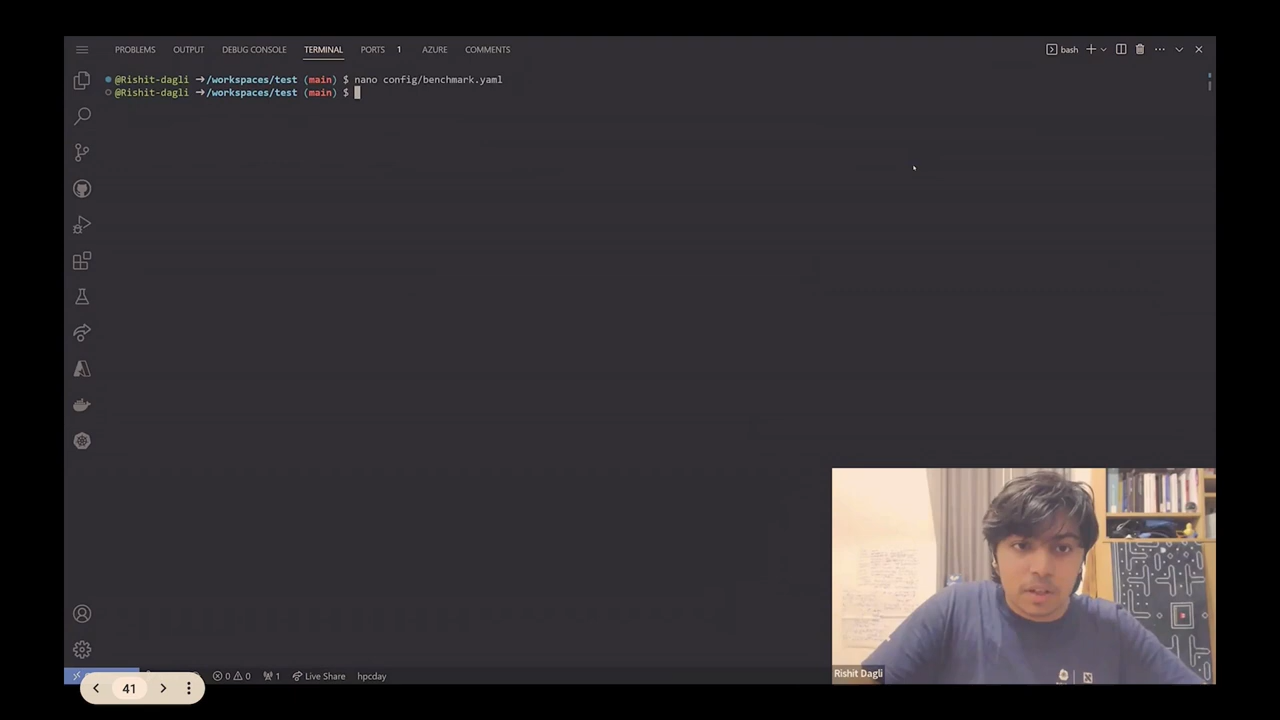 PROBLEMS OUTPUT DEBUG CONSOLE TERMINAL PORTS 1 AZURE COMMENTS bash
@Rishit-dagli ➜/workspaces/test (main) $ nano config/benchmark.yaml
@Rishit-dagli ➜/workspaces/test (main) $
0 0 1 Live Share hpcday
Rishit Dagli
41